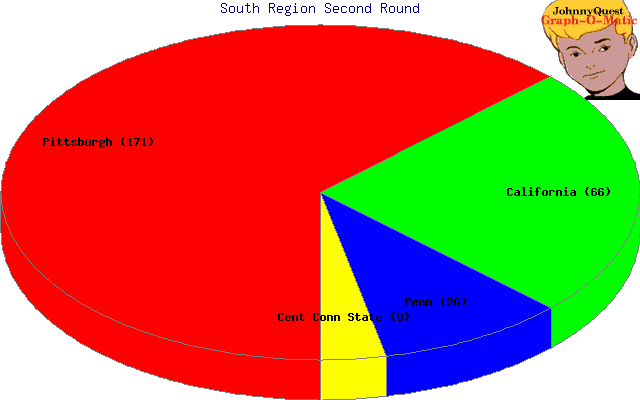 South Region Second Round
JohnnyQuest
Graph-O-Matic
Pittsburgh (171)
California (66)
Penn (26)
Cent Conn State (9)